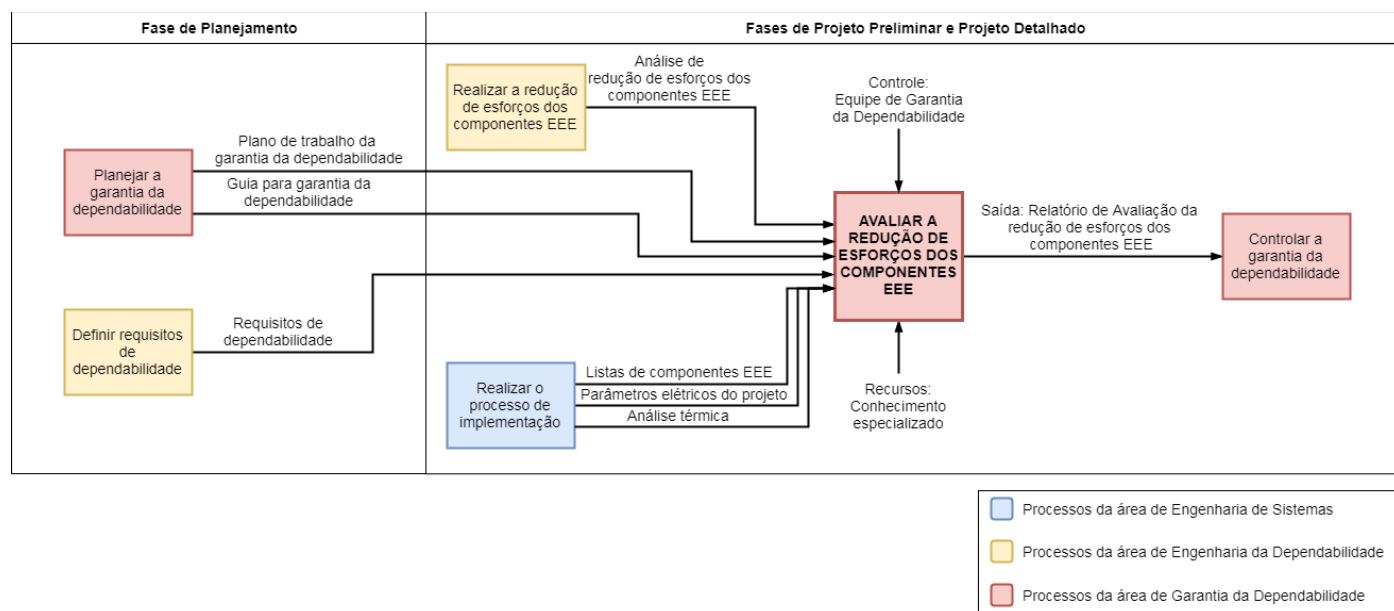 Fase de Planejamento
Fases de Projeto Preliminar e Projeto Detalhado
Realizar a redução
de esforços dos
componentes EEE
Análise de
redução de esforços dos
componentes EEE
Controle:
Equipe de Garantia
da Dependabilidade
Planejar a
garantia da
dependabilidade
Plano de trabalho da
garantia da dependabilidade
Guia para garantia da
dependabilidade
AVALIAR A
REDUÇÃO DE
ESFORÇOS DOS
COMPONENTES
EEE
Saída: Relatório de Avaliação da
redução de esforços dos
componentes EEE
Controlar a
garantia da
dependabilidade
Definir requisitos
de
dependabilidade
Requisitos de
dependabilidade
Realizar o
processo de
implementação
Listas de componentes EEE
Parâmetros elétricos do projeto
Análise térmica
Recursos:
Conhecimento
especializado
Processos da área de Engenharia de Sistemas
Processos da área de Engenharia da Dependabilidade
Processos da área de Garantia da Dependabilidade